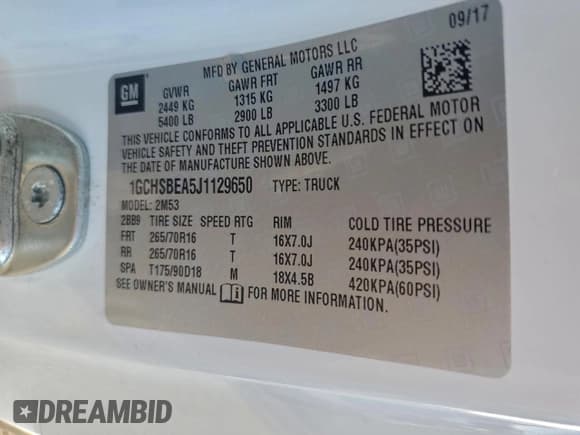 09/17
MFD BY GENERAL MOTORS LLC
GM
GVWR GAWR FRT GAWR RR
2449 KG 1315 KG 1497 KG
5400 LB 2900 LB 3300 LB
THIS VEHICLE CONFORMS TO ALL APPLICABLE U.S. FEDERAL MOTOR
VEHICLE SAFETY AND THEFT PREVENTION STANDARDS IN EFFECT ON
THE DATE OF MANUFACTURE SHOWN ABOVE.
1GCHSBEA5J1129650 TYPE: TRUCK
MODEL: 2M53
2BB9 TIRE SIZE SPEED RTG RIM COLD TIRE PRESSURE
FRT 265/70R16 T 16X7.0J 240KPA(35PSI)
RR 265/70R16 T 16X7.0J 240KPA(35PSI)
SPA T175/90D18 M 18X4.5B 420KPA(60PSI)
SEE OWNER'S MANUAL FOR MORE INFORMATION.
DREAMBID